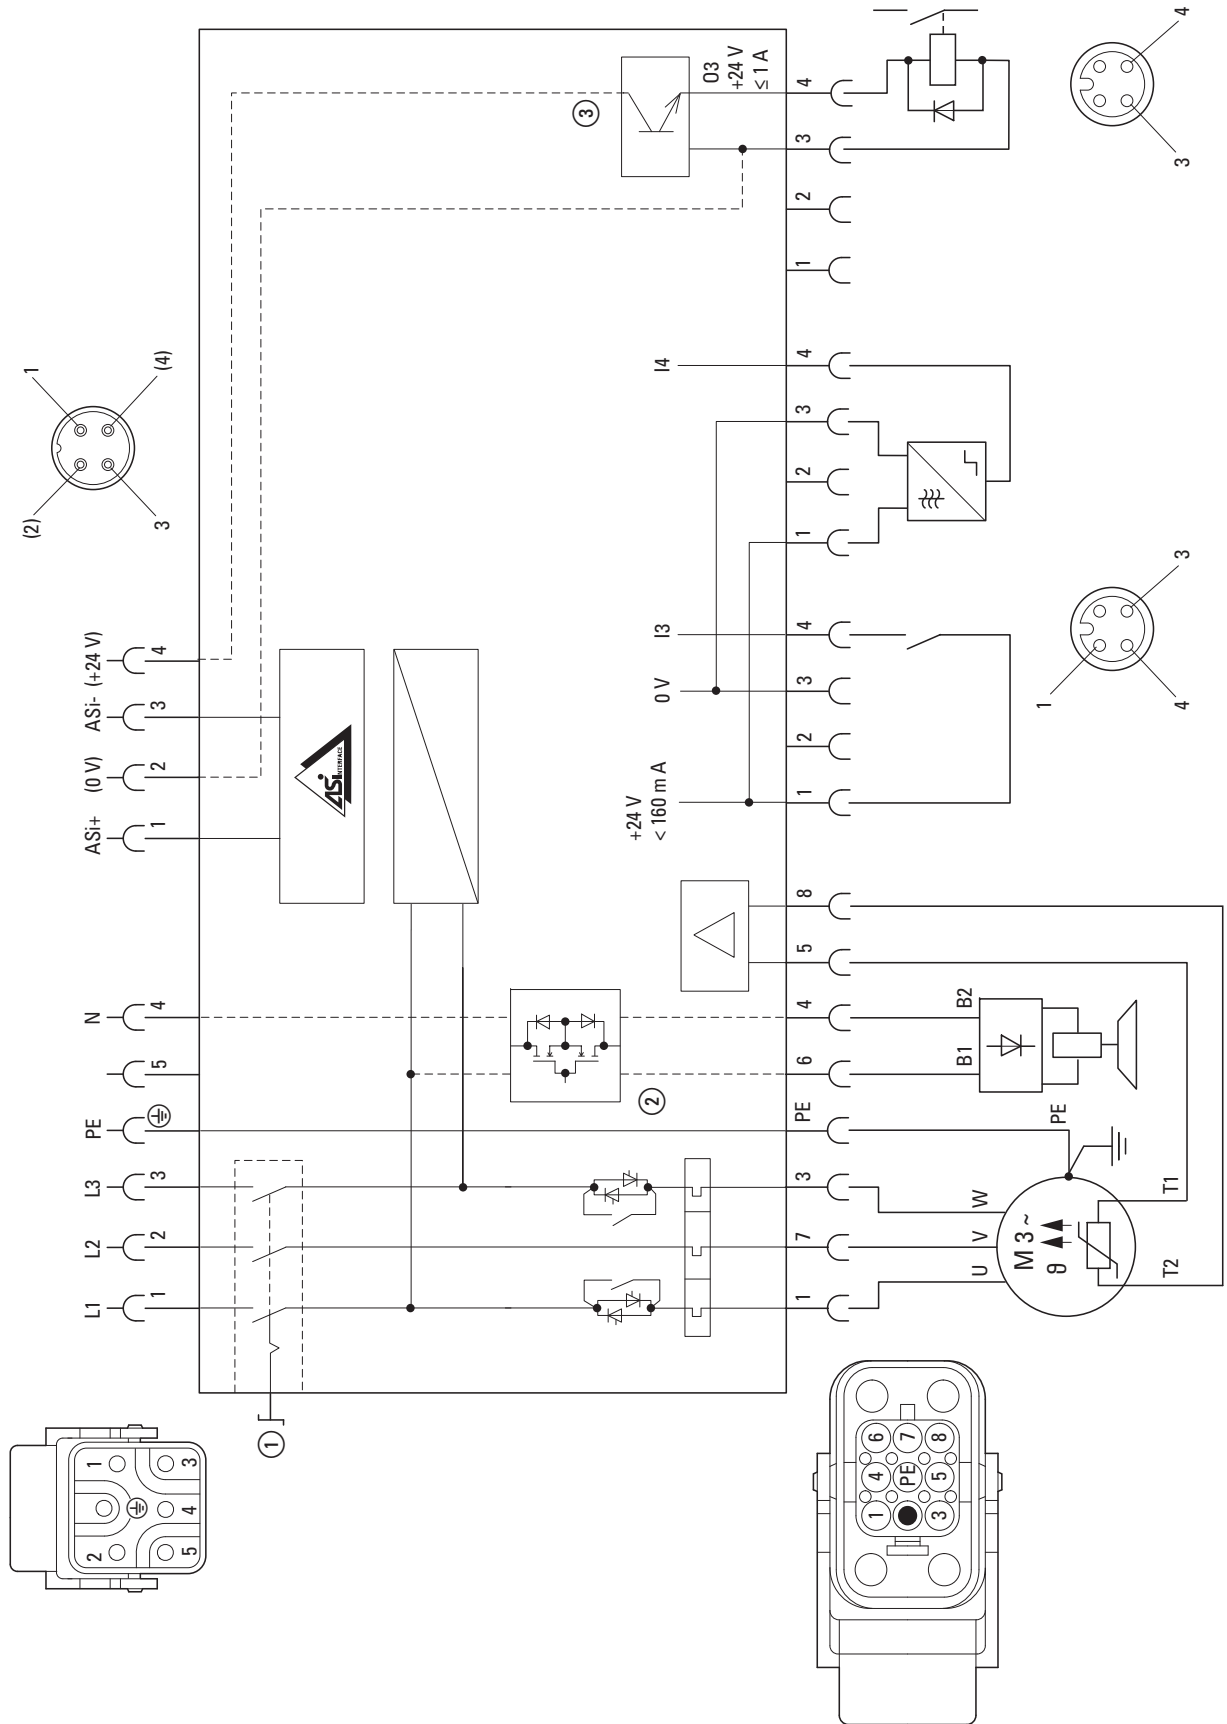 L1
L2
L3
PE
N
ASi+
(0 V)
ASi-
(+24 V)
1
2
3
5
4
1
2
3
4
1
(2)
3
(4)
2
1
3
4
5
1
2
3
ASi
INTERFACE
+24 V
< 160 m A
0 V
I3
I4
O3
+24 V
≤ 1 A
1
7
3
PE
6
4
5
8
1
2
3
4
1
2
3
4
1
2
3
4
U
V
W
PE
B1
B2
M 3 ~
ϑ
T2
T1
1
4
6
PE
7
3
5
8
1
3
4
3
4